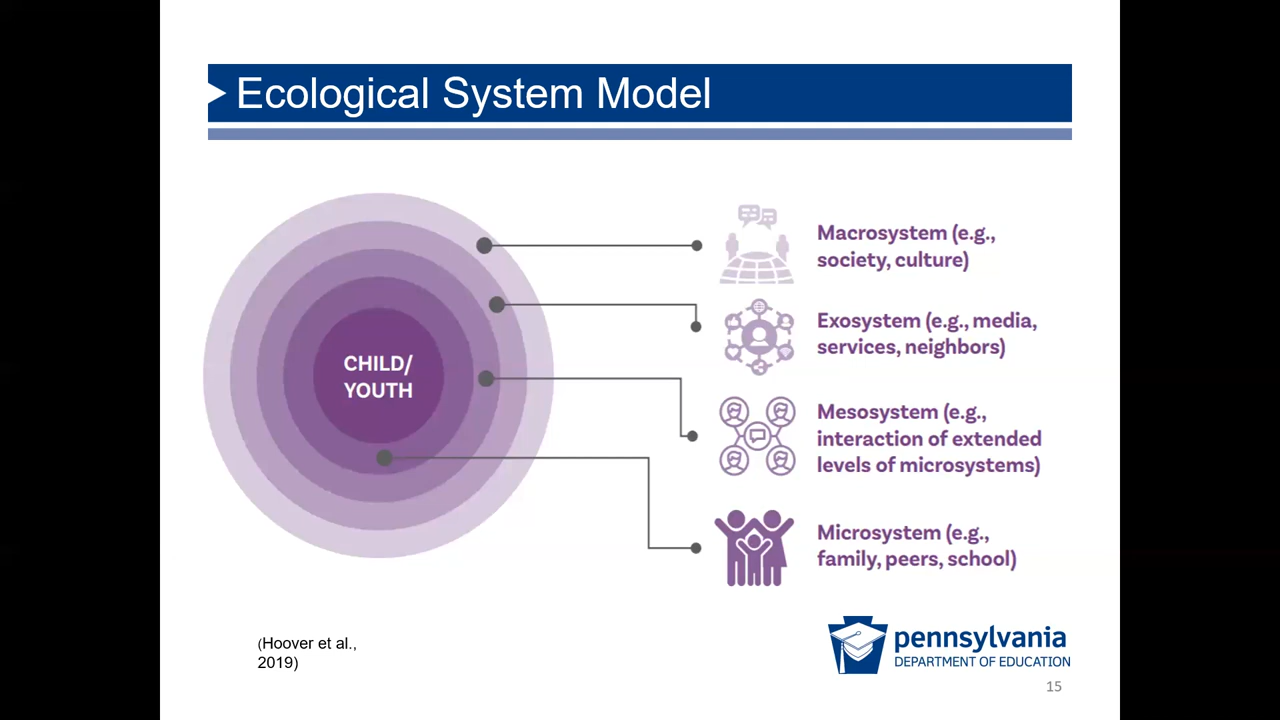 Ecological System Model
CHILD/
YOUTH
Macrosystem (e.g.,
society, culture)
Exosystem (e.g., media,
services, neighbors)
Mesosystem (e.g.,
interaction of extended
levels of microsystems)
Microsystem (e.g.,
family, peers, school)
(Hoover et al.,
2019)
pennsylvania
DEPARTMENT OF EDUCATION
15